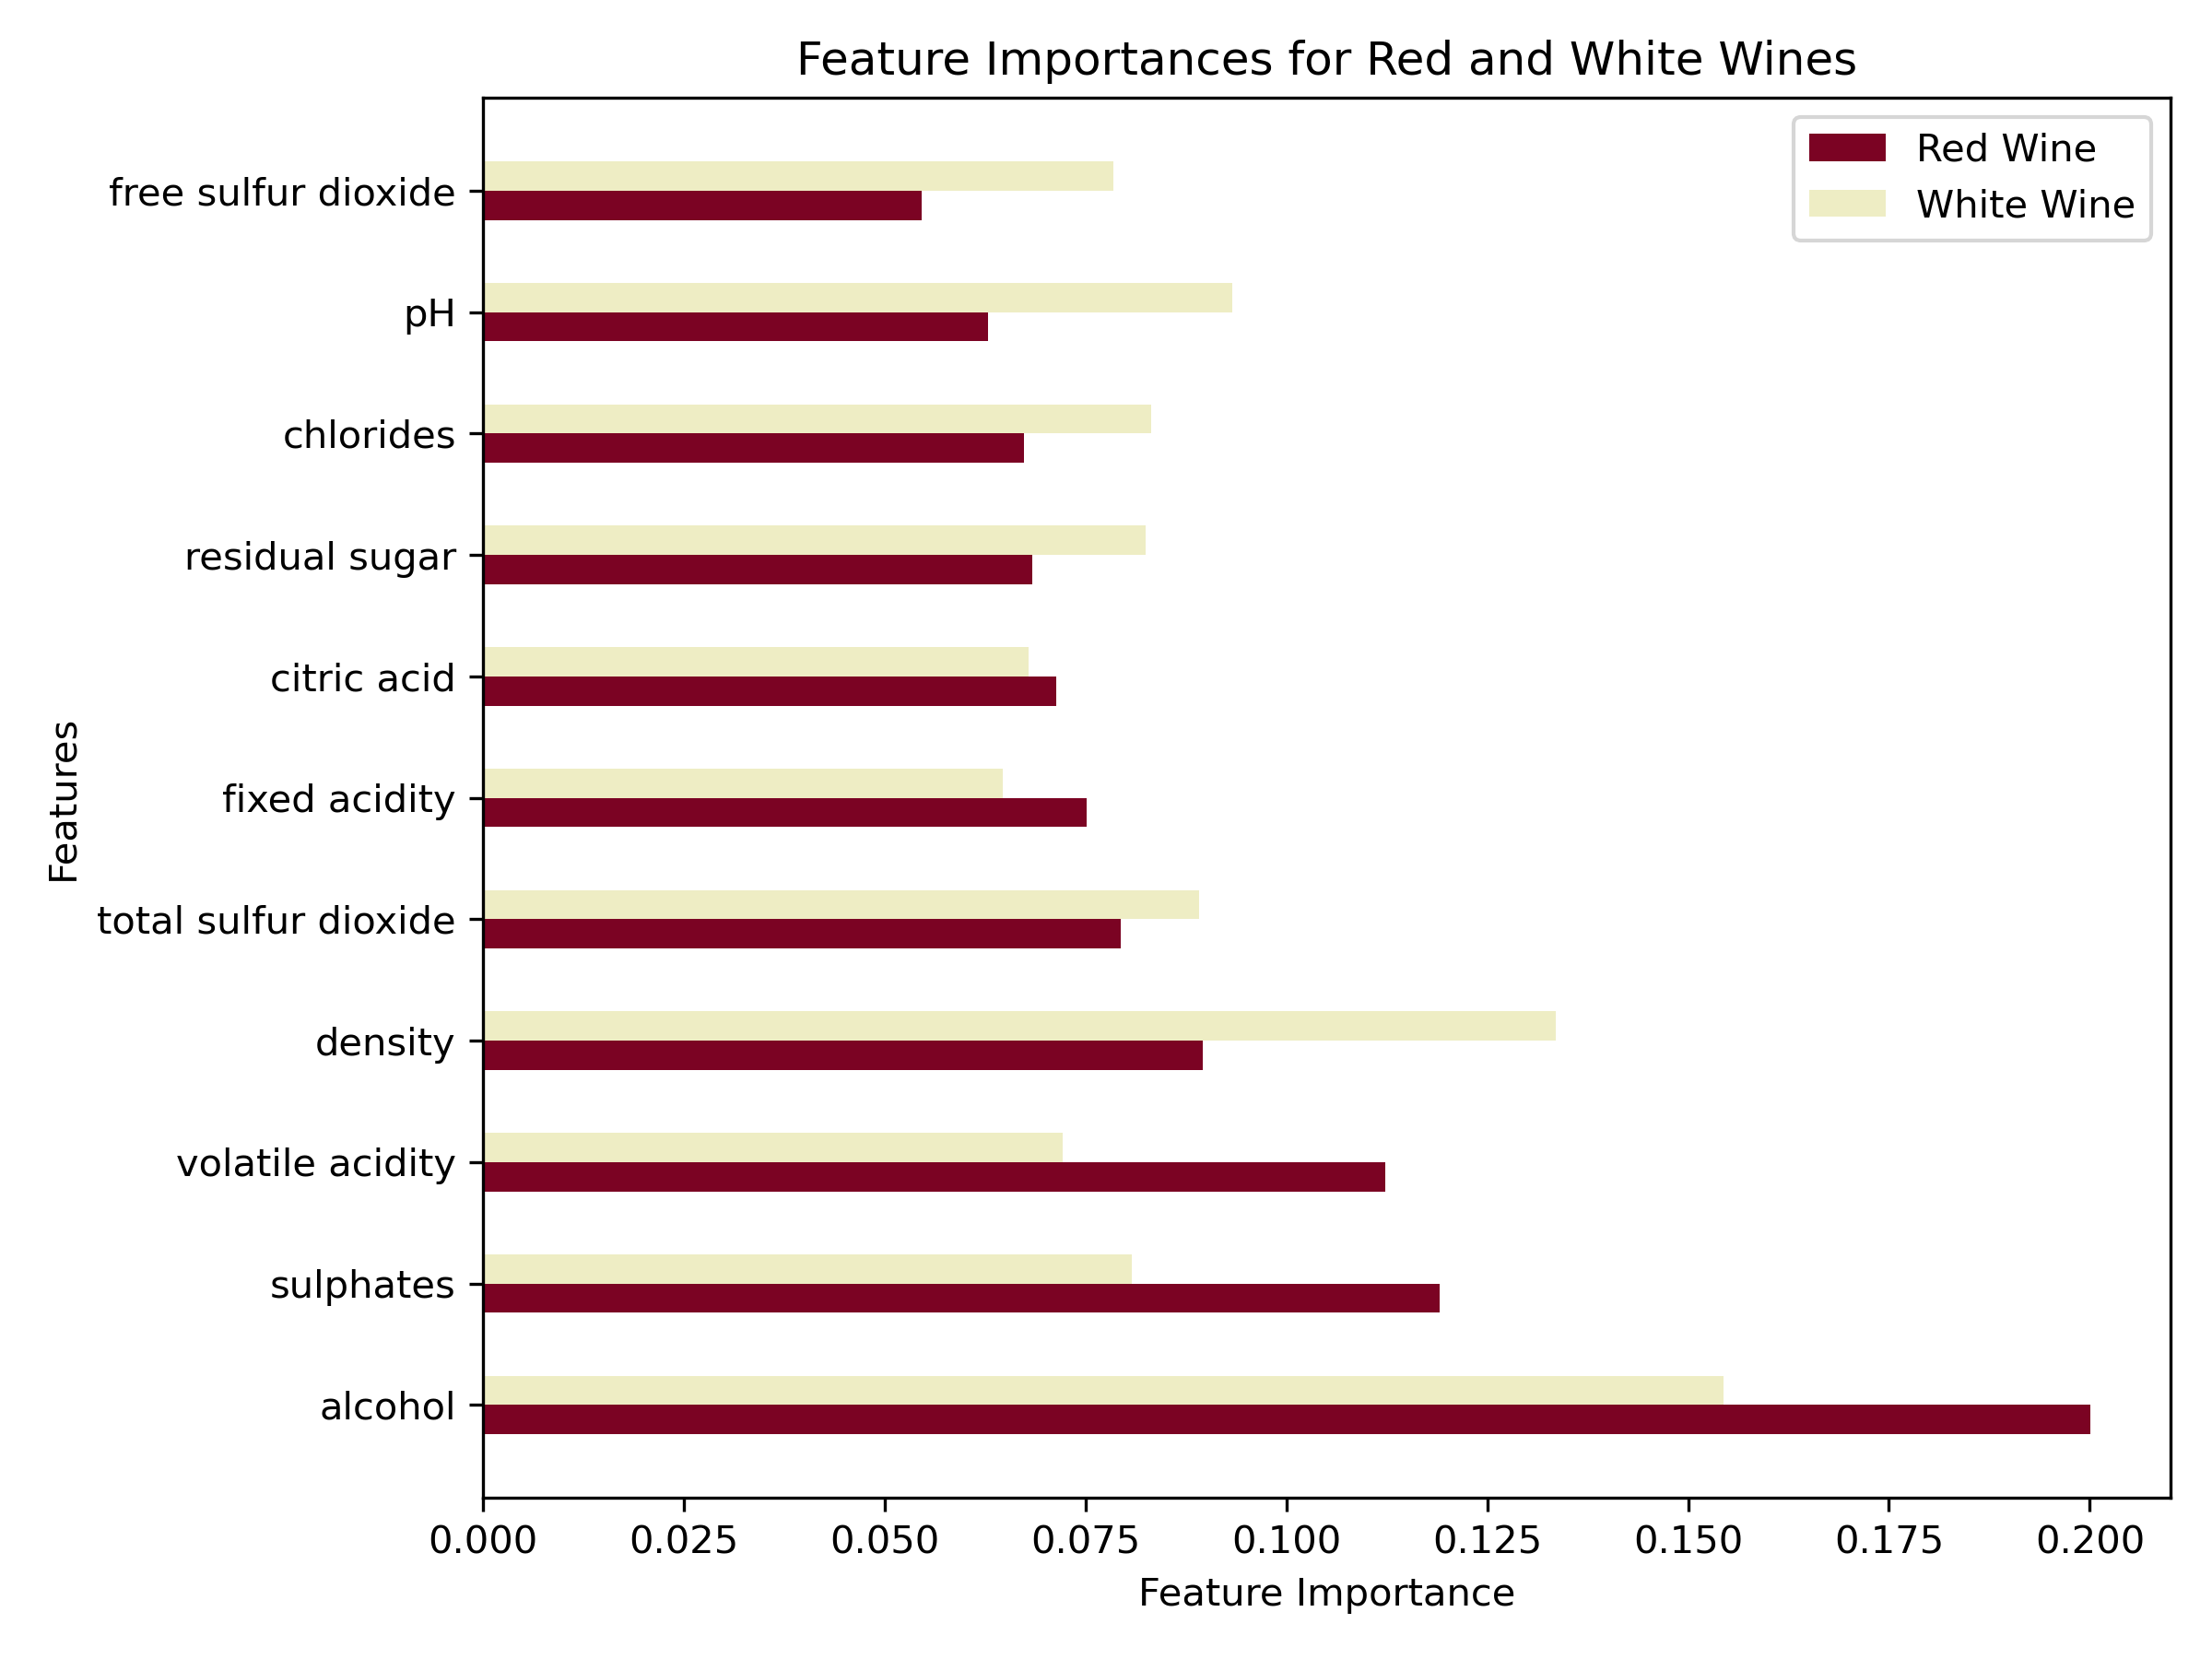 Feature Importances for Red and White Wines
Red Wine
White Wine
free sulfur dioxide
pH
chlorides
residual sugar
citric acid
fixed acidity
total sulfur dioxide
density
volatile acidity
sulphates
alcohol
Features
0.000 0.025 0.050 0.075 0.100 0.125 0.150 0.175 0.200
Feature Importance